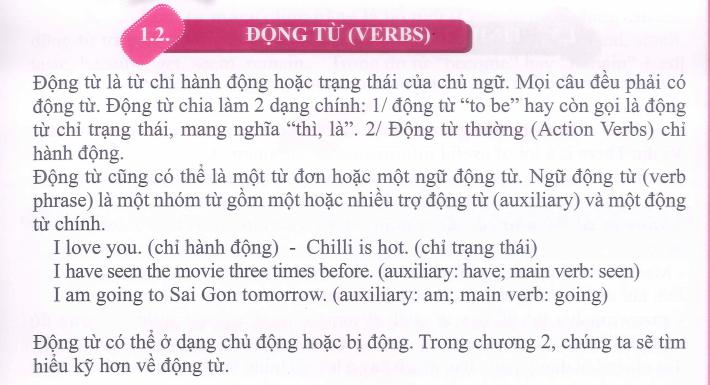 1.2. ĐỘNG TỪ (VERBS)
Động từ là từ chỉ hành động hoặc trạng thái của chủ ngữ. Mọi câu đều phải có
động từ. Động từ chia làm 2 dạng chính: 1/ động từ “to be” hay còn gọi là động
từ chỉ trạng thái, mang nghĩa “thì, là”. 2/ Động từ thường (Action Verbs) chỉ
hành động.
Động từ cũng có thể là một từ đơn hoặc một ngữ động từ. Ngữ động từ (verb
phrase) là một nhóm từ gồm một hoặc nhiều trợ động từ (auxiliary) và một động
từ chính.
I love you. (chỉ hành động) - Chilli is hot. (chỉ trạng thái)
I have seen the movie three times before. (auxiliary: have; main verb: seen)
I am going to Sai Gon tomorrow. (auxiliary: am; main verb: going)
Động từ có thể ở dạng chủ động hoặc bị động. Trong chương 2, chúng ta sẽ tìm
hiểu kỹ hơn về động từ.